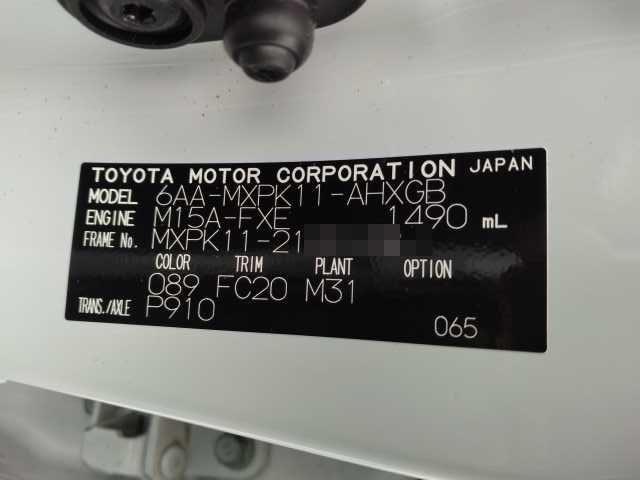 TOYOTA MOTOR CORPORATION JAPAN
MODEL 6AA-MXPK11-AHXGB
ENGINE M15A-FXE 1490 mL
FRAME No. MXPK11-21
COLOR TRIM PLANT OPTION
089 FC20 M31
TRANS./AXLE P910
065